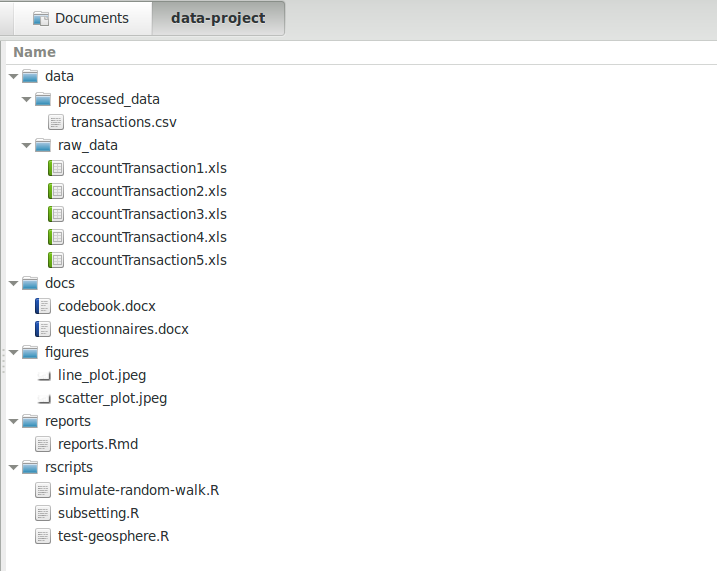 Documents data-project
Name
data
processed_data
transactions.csv
raw_data
accountTransaction1.xls
accountTransaction2.xls
accountTransaction3.xls
accountTransaction4.xls
accountTransaction5.xls
docs
codebook.docx
questionnaires.docx
figures
line_plot.jpeg
scatter_plot.jpeg
reports
reports.Rmd
rscripts
simulate-random-walk.R
subsetting.R
test-geosphere.R